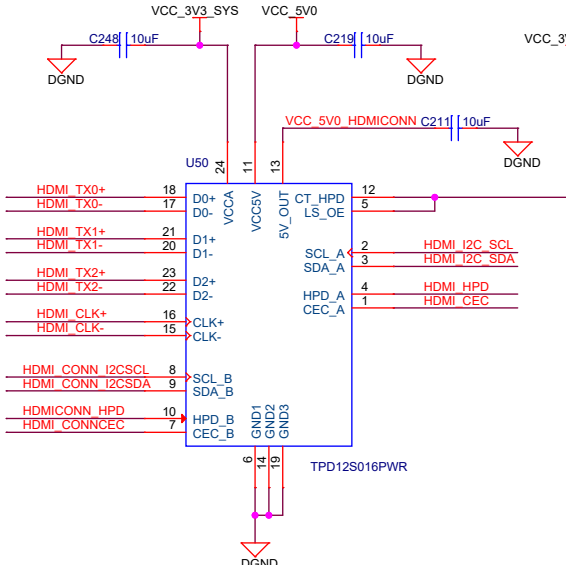 VCC_3V3_SYS VCC_5V0
C248 10uF C219 10uF VCC_3
DGND DGND
VCC_5V0_HDMICONN C211 10uF
DGND
U50
24 11 13
VCCA VCC5V 5V_OUT
HDMI_TX0+ 18 D0+ CT_HPD 12
HDMI_TX0- 17 D0- LS_OE 5
HDMI_TX1+ 21 D1+
HDMI_TX1- 20 D1- SCL_A 2 HDMI_I2C_SCL
SDA_A 3 HDMI_I2C_SDA
HDMI_TX2+ 23 D2+
HDMI_TX2- 22 D2- HPD_A 4 HDMI_HPD
CEC_A 1 HDMI_CEC
HDMI_CLK+ 16 CLK+
HDMI_CLK- 15 CLK-
HDMI_CONN_I2CSCL 8 SCL_B
HDMI_CONN_I2CSDA 9 SDA_B
HDMICONN_HPD 10 HPD_B
HDMI_CONNCEC 7 CEC_B
GND1 GND2 GND3
6 14 19
TPD12S016PWR
DGND